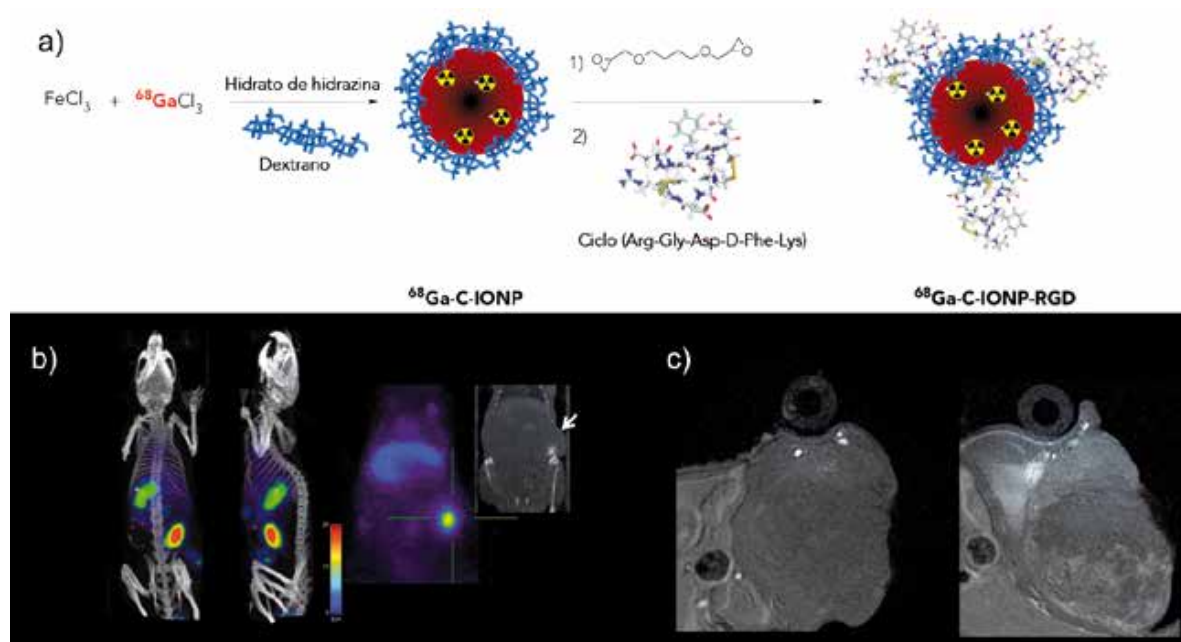 a)
FeCl3 + 68GaCl3
Hidrato de hidrazina
Dextrano
1)
2)
Ciclo (Arg-Gly-Asp-D-Phe-Lys)
68Ga-C-IONP
68Ga-C-IONP-RGD
b)
c)